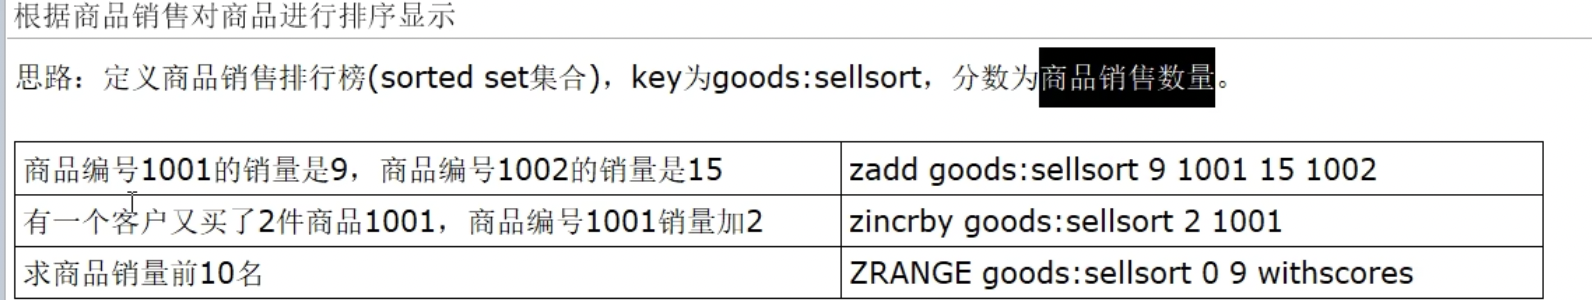 根据商品销售对商品进行排序显示
思路：定义商品销售排行榜(sorted set集合)，key为goods:sellsort，分数为商品销售数量。
商品编号1001的销量是9，商品编号1002的销量是15 zadd goods:sellsort 9 1001 15 1002
有一个客户又买了2件商品1001，商品编号1001销量加2 zincrby goods:sellsort 2 1001
求商品销量前10名 ZRANGE goods:sellsort 0 9 withscores